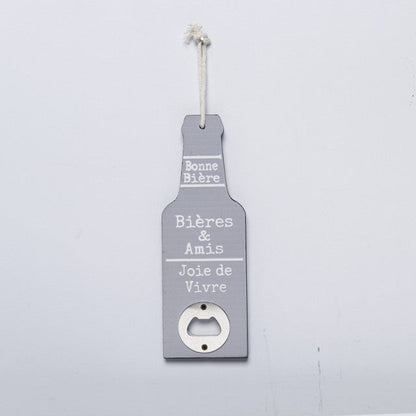 Bonne
Bière
Bières
&
Amis
Joie de
Vivre